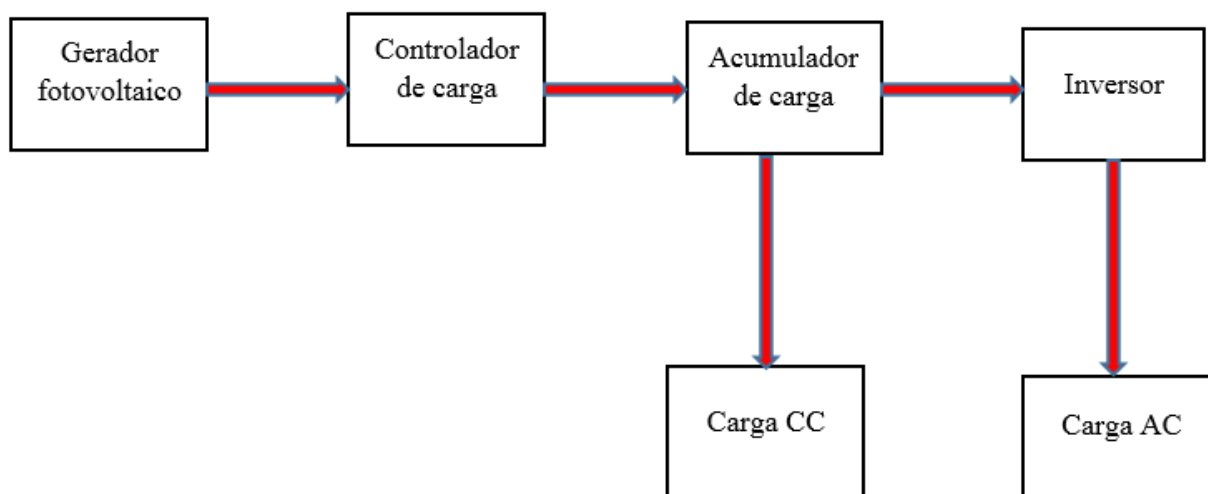 Gerador
fotovoltaico
Controlador
de carga
Acumulador
de carga
Inversor
Carga CC
Carga AC